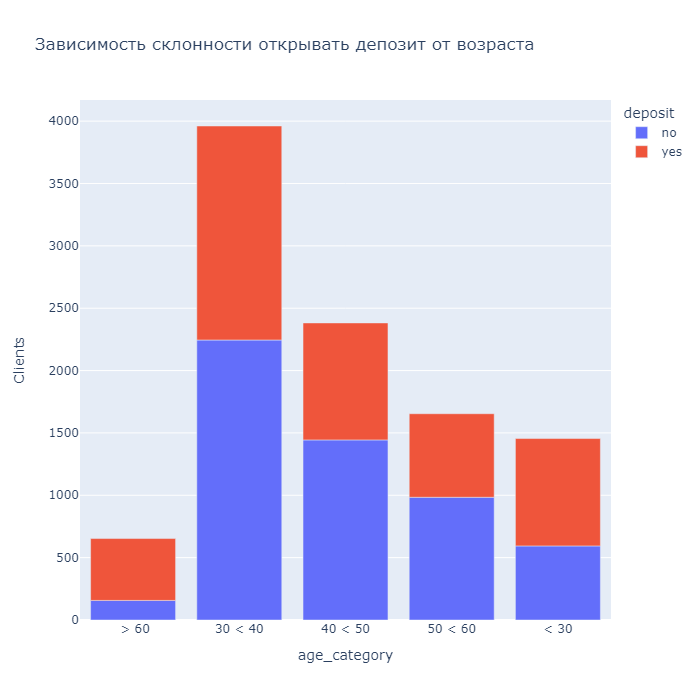 Зависимость склонности открывать депозит от возраста
deposit
no
yes
4000
3500
3000
2500
2000
1500
1000
500
0
Clients
> 60
30 < 40
40 < 50
50 < 60
< 30
age_category